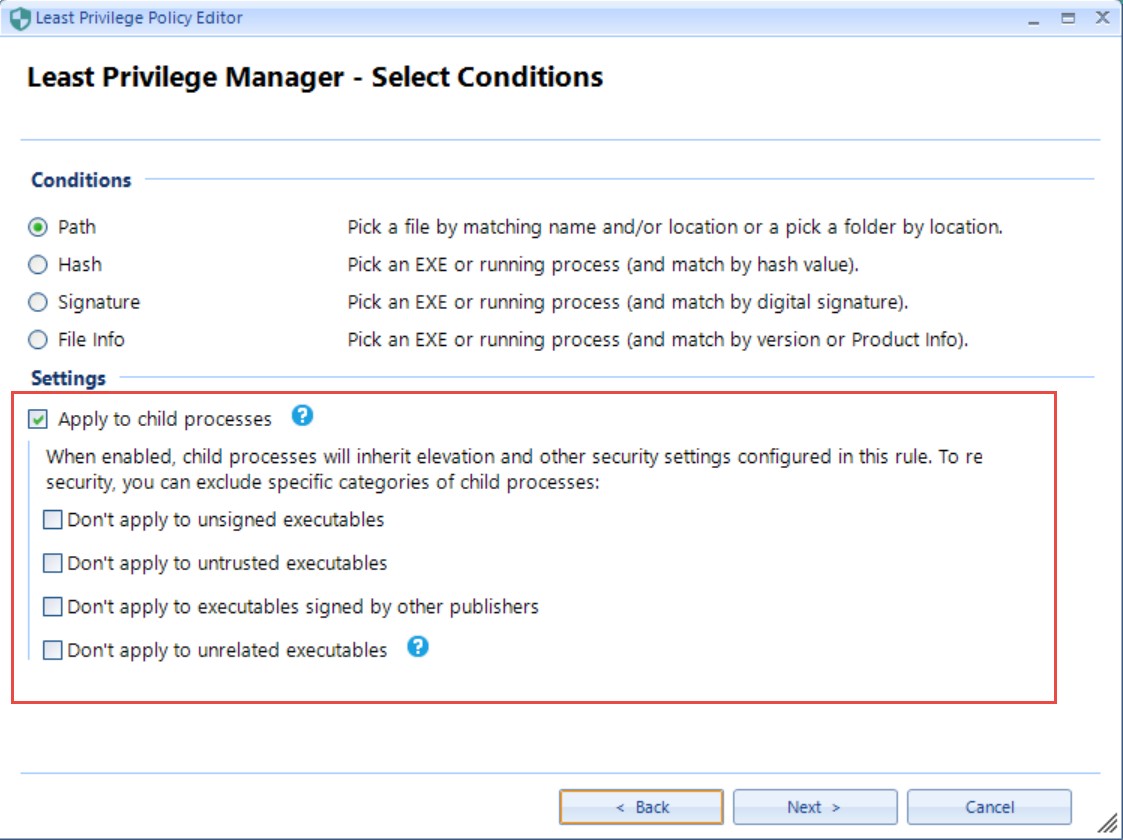 Least Privilege Policy Editor
Least Privilege Manager - Select Conditions
Conditions
Path Pick a file by matching name and/or location or a pick a folder by location.
Hash Pick an EXE or running process (and match by hash value).
Signature Pick an EXE or running process (and match by digital signature).
File Info Pick an EXE or running process (and match by version or Product Info).
Settings
Apply to child processes ?
When enabled, child processes will inherit elevation and other security settings configured in this rule. To re
security, you can exclude specific categories of child processes:
Don't apply to unsigned executables
Don't apply to untrusted executables
Don't apply to executables signed by other publishers
Don't apply to unrelated executables ?
< Back Next > Cancel